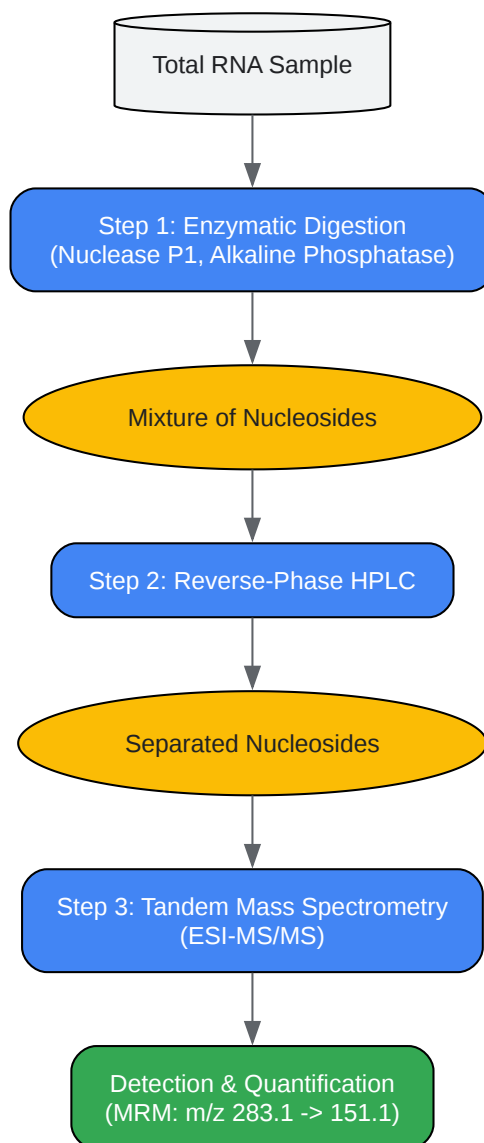 Total RNA Sample
Step 1: Enzymatic Digestion
(Nuclease P1, Alkaline Phosphatase)
Mixture of Nucleosides
Step 2: Reverse-Phase HPLC
Separated Nucleosides
Step 3: Tandem Mass Spectrometry
(ESI-MS/MS)
Detection & Quantification
(MRM: m/z 283.1 -> 151.1)